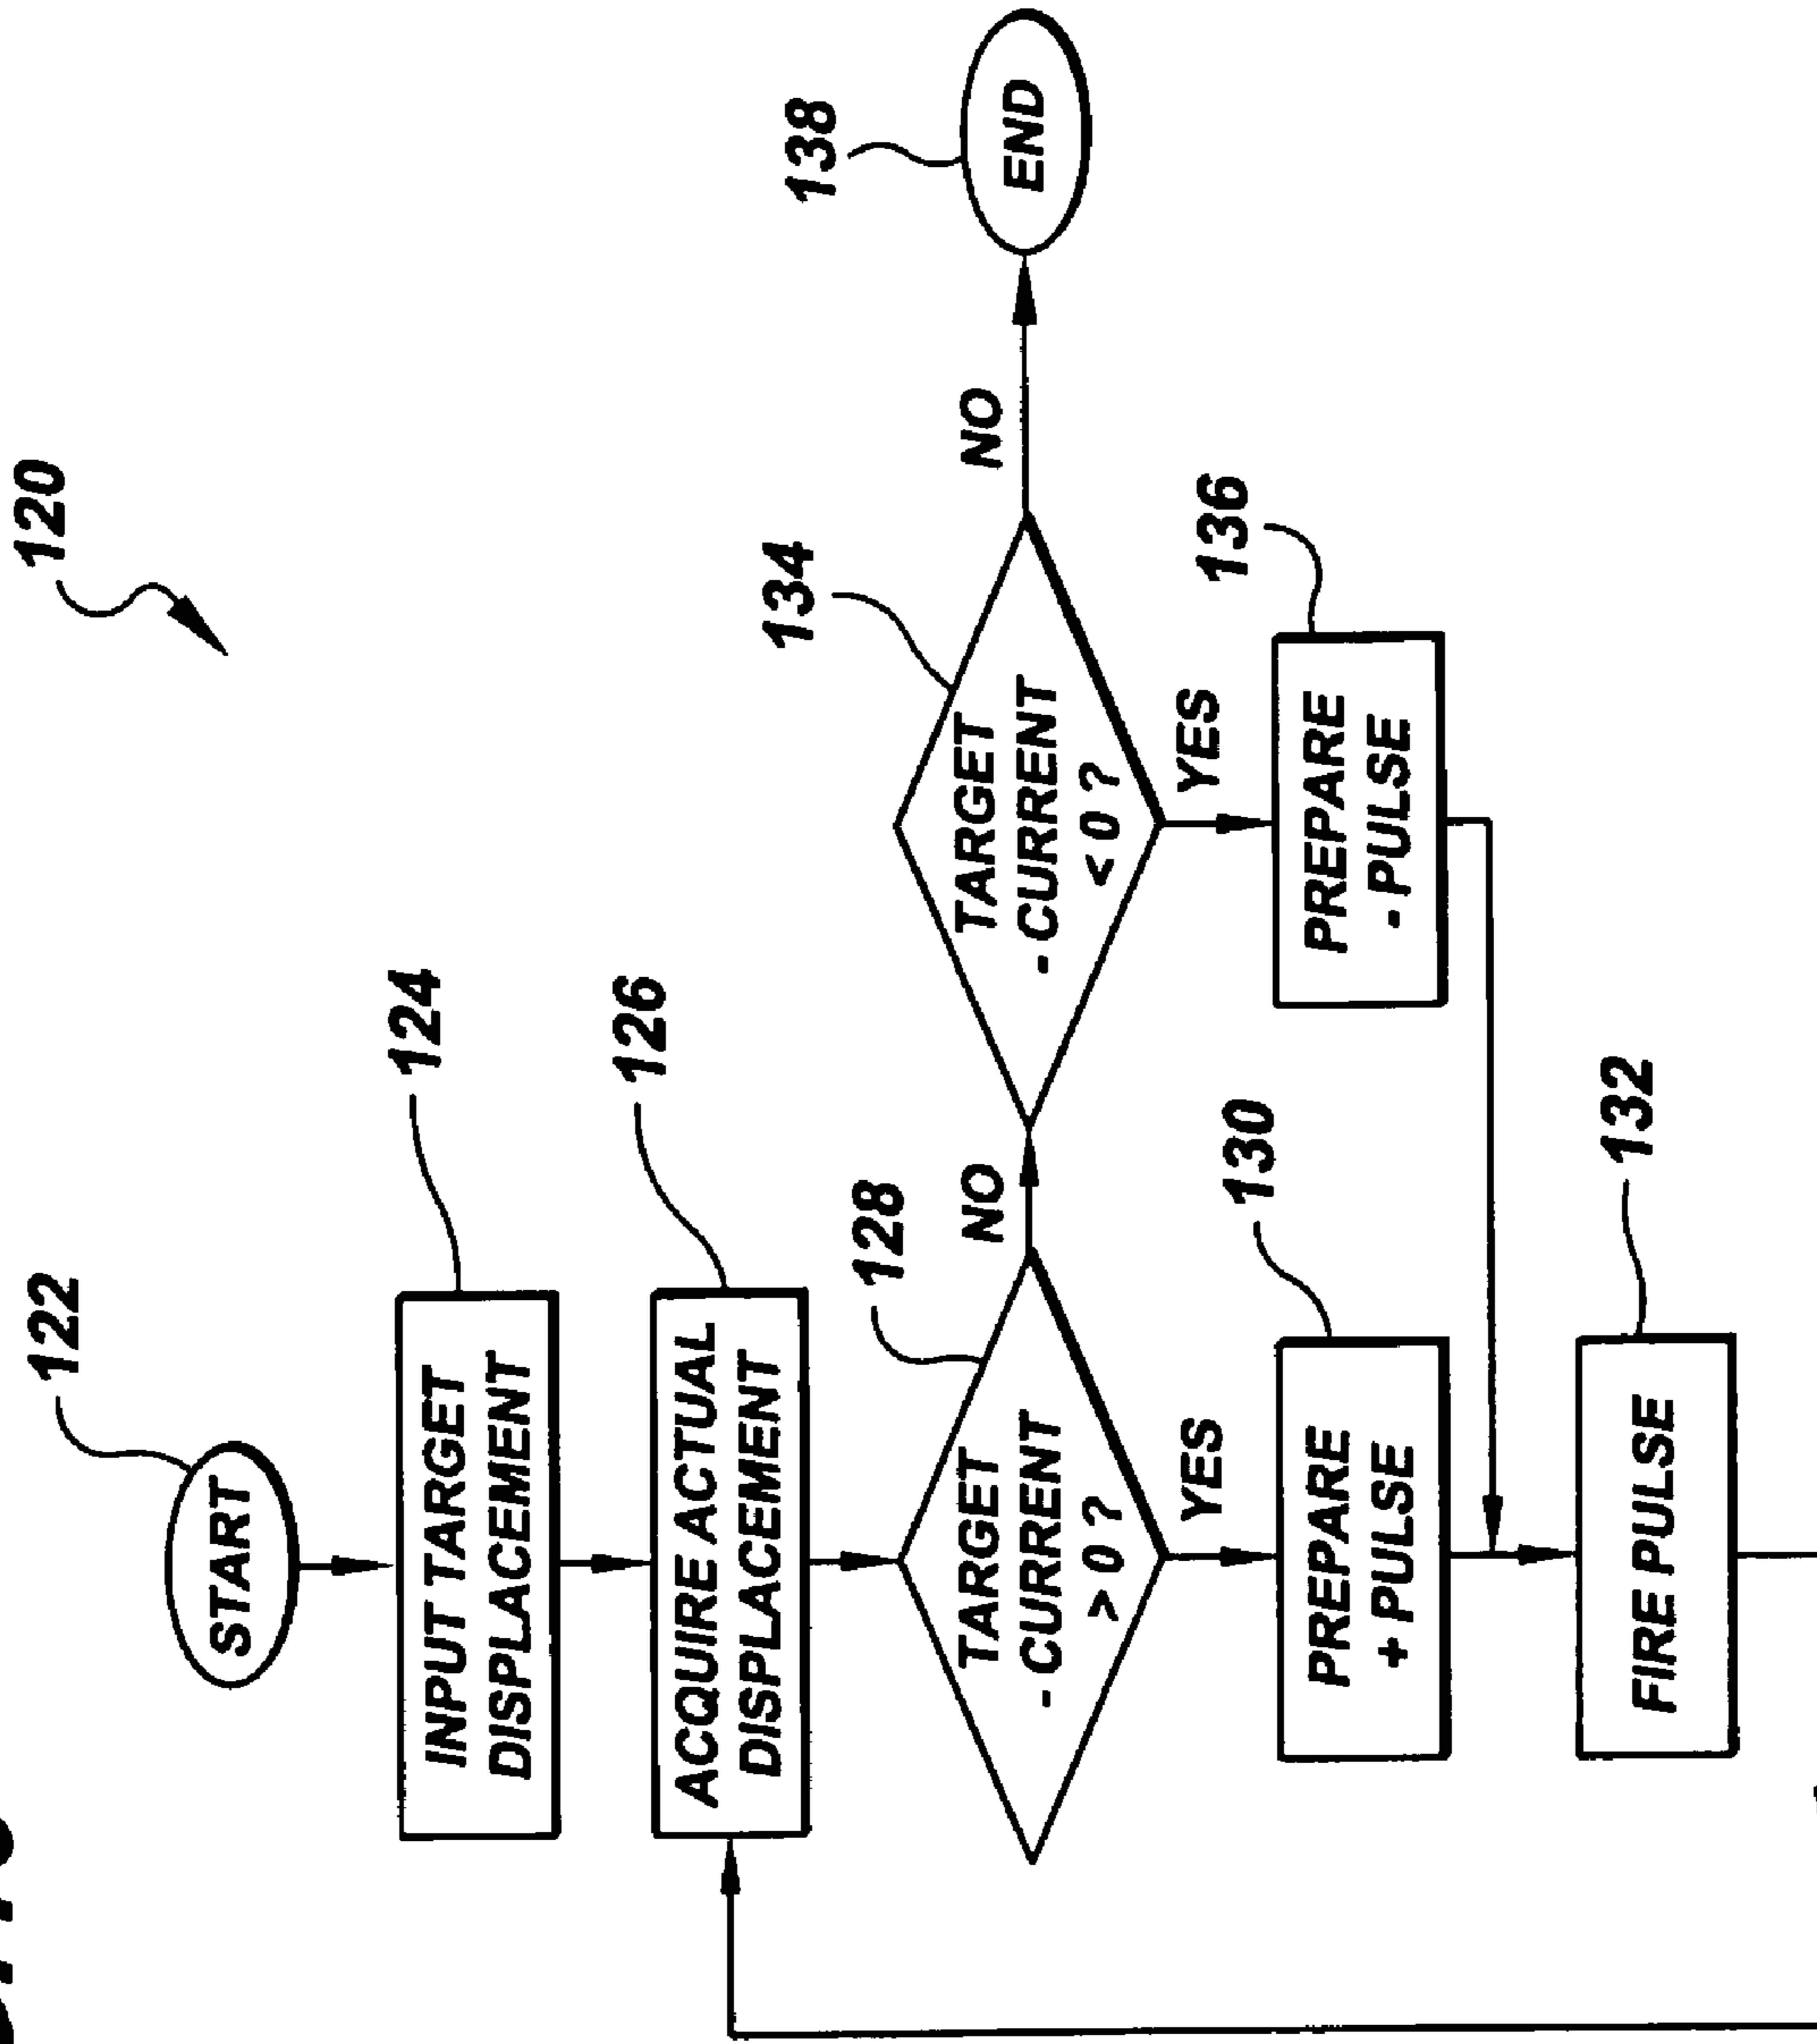 120
122
START
124
INPUT TARGET
DISPLACEMENT
126
ACQUIRE ACTUAL
DISPLACEMENT
128
TARGET
- CURRENT
> 0?
NO
134
TARGET
- CURRENT
< 0?
NO
138
END
YES
130
PREPARE
+ PULSE
YES
136
PREPARE
- PULSE
132
FIRE PULSE